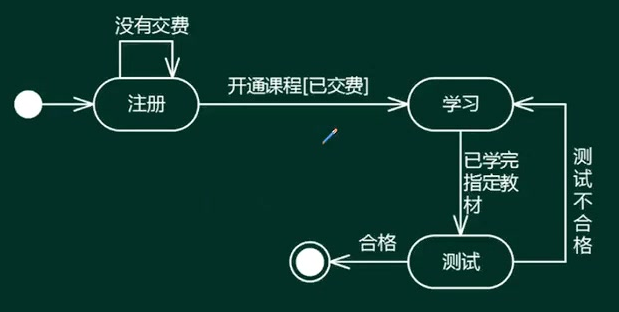 没有交费
注册
开通课程[已交费]
学习
已学完
指定教
材
测试不合格
合格
测试